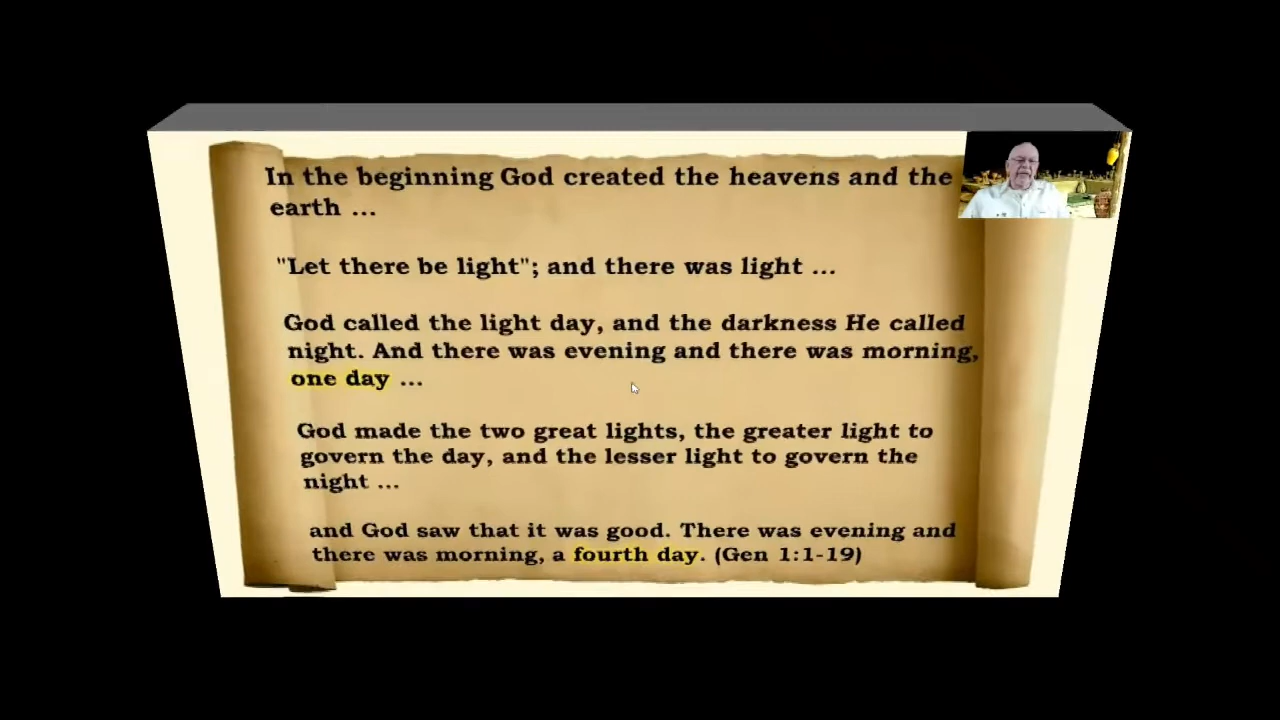 In the beginning God created the heavens and the
earth ...
"Let there be light"; and there was light ...
God called the light day, and the darkness He called
night. And there was evening and there was morning,
one day ...
God made the two great lights, the greater light to
govern the day, and the lesser light to govern the
night ...
and God saw that it was good. There was evening and
there was morning, a fourth day. (Gen 1:1-19)